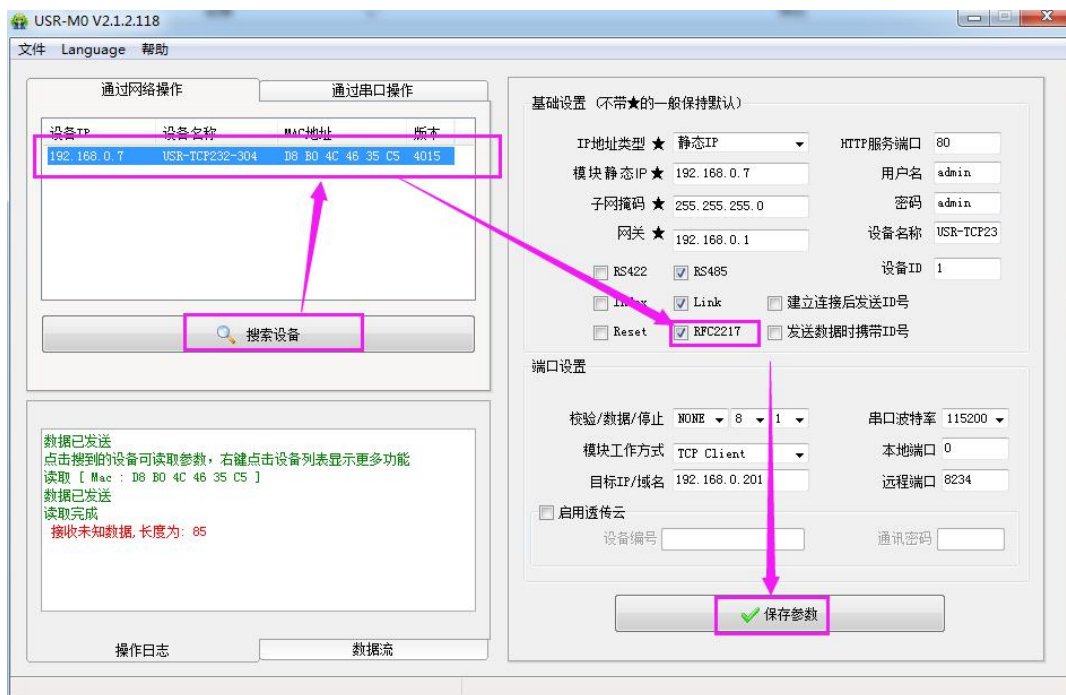 USR-M0 V2.1.2.118
文件 Language 帮助
通过网络操作 通过串口操作
设备IP 设备名称 MAC地址 版本
192.168.0.7 USR-TCP232-304 D8 B0 4C 46 35 C5 4015
搜索设备
数据已发送
点击搜到的设备可读取参数，右键点击设备列表显示更多功能
读取 [ Mac : D8 B0 4C 46 35 C5 ]
数据已发送
读取完成
接收未知数据,长度为: 85
操作日志 数据流
基础设置 (不带★的一般保持默认)
IP地址类型 ★ 静态IP HTTP服务端口 80
模块静态IP★ 192.168.0.7 用户名 admin
子网掩码 ★ 255.255.255.0 密码 admin
网关 ★ 192.168.0.1 设备名称 USR-TCP23
RS422 RS485 设备ID 1
Index Link 建立连接后发送ID号
Reset RFC2217 发送数据时携带ID号
端口设置
校验/数据/停止 NONE 8 1 串口波特率 115200
模块工作方式 TCP Client 本地端口 0
目标IP/域名 192.168.0.201 远程端口 8234
启用透传云
设备编号 通讯密码
保存参数